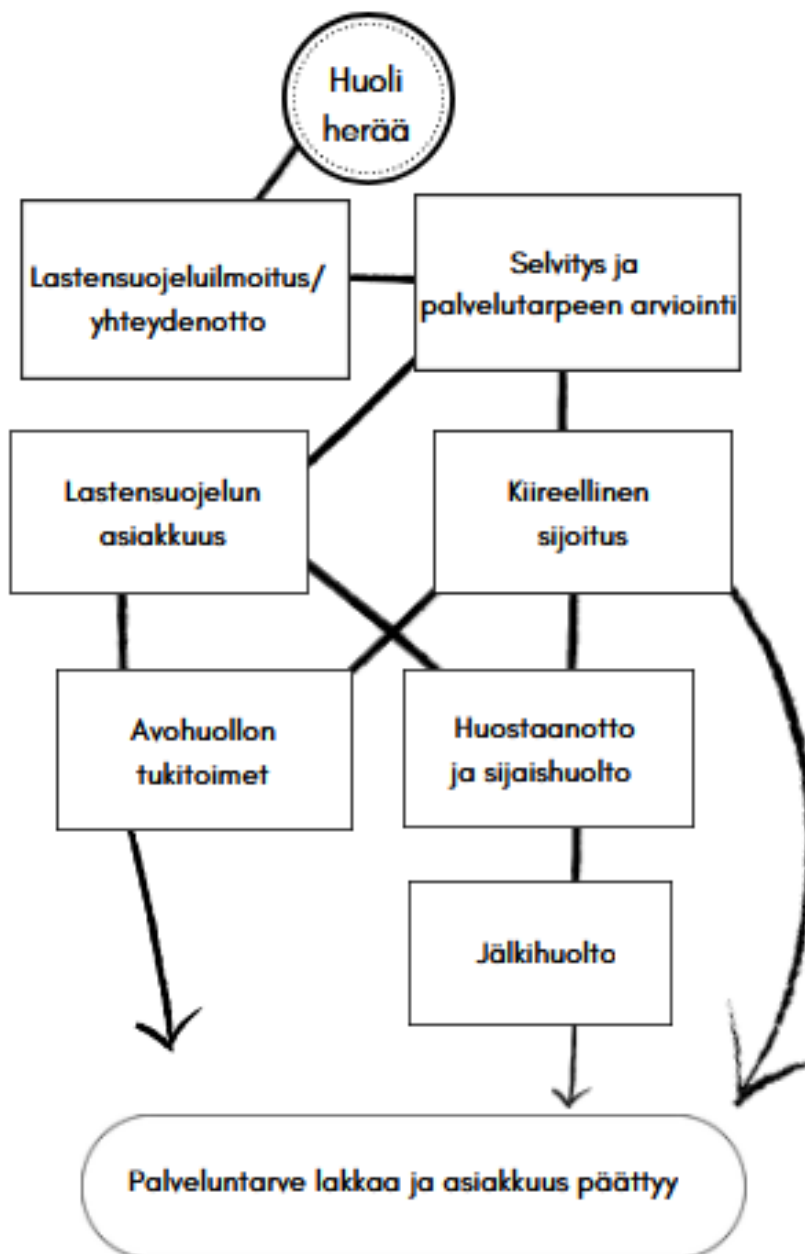 Huoli
herää
Lastensuojeluilmoitus/
yhteydenotto
Selvitys ja
palvelutarpeen arviointi
Lastensuojelun
asiakkuus
Kiireellinen
sijoitus
Avohuollon
tukitoimet
Huostaanotto
ja sijaishuolto
Jälkihuolto
Palveluntarve lakkaa ja asiakkuus päättyy